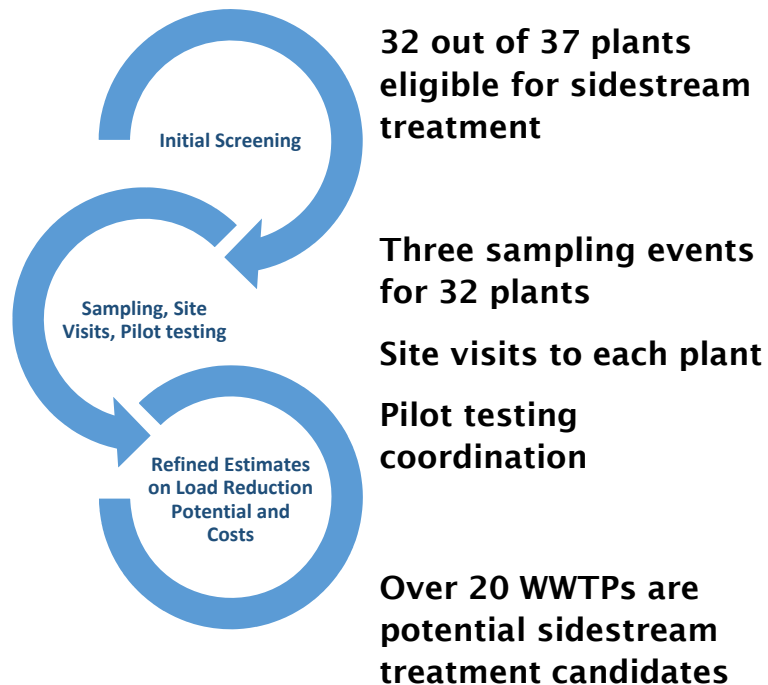 Initial Screening
32 out of 37 plants
eligible for sidestream
treatment
Sampling, Site
Visits, Pilot testing
Three sampling events
for 32 plants
Site visits to each plant
Pilot testing
coordination
Refined Estimates
on Load Reduction
Potential and
Costs
Over 20 WWTPs are
potential sidestream
treatment candidates